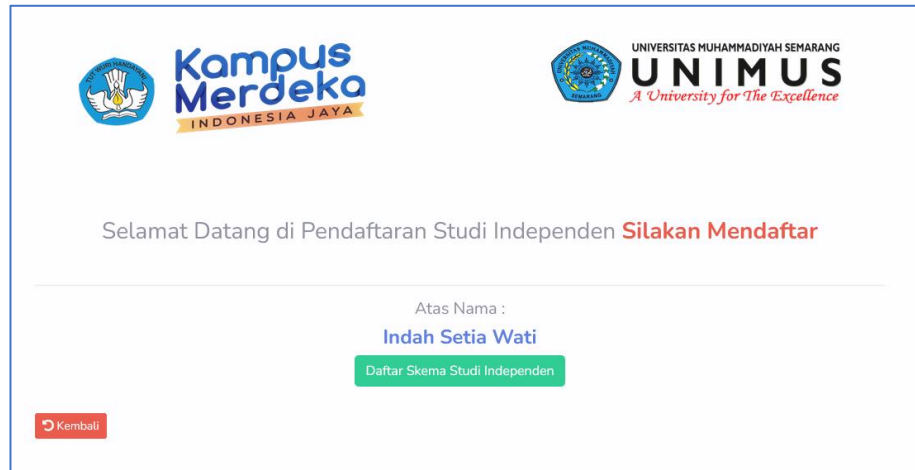 TUT WURI HANDAYANI
Kampus
Merdeka
INDONESIA JAYA
UNIVERSITAS MUHAMMADIYAH SEMARANG
UNIMUS
A University for The Excellence
Selamat Datang di Pendaftaran Studi Independen Silakan Mendaftar
Atas Nama :
Indah Setia Wati
Daftar Skema Studi Independen
Kembali